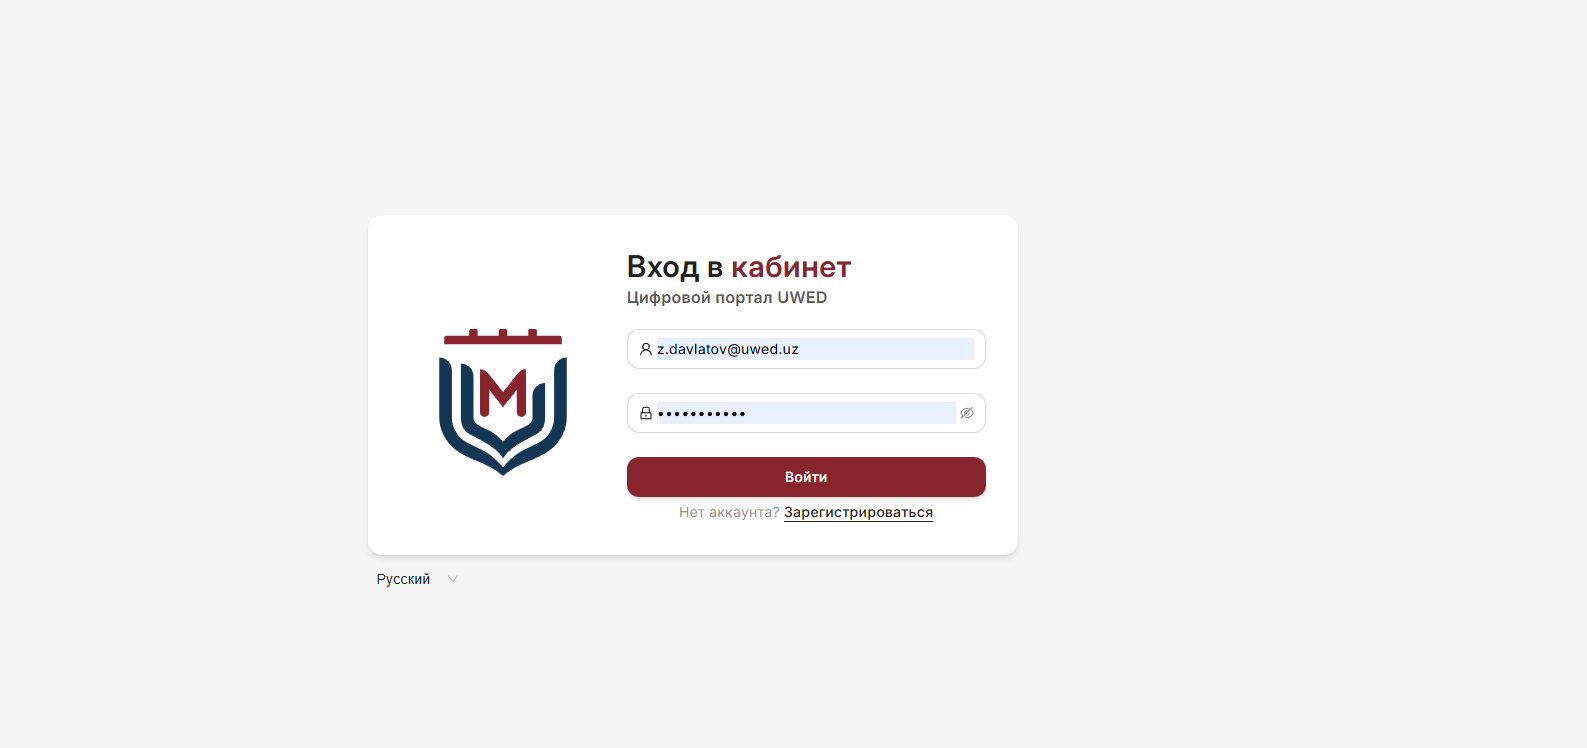 Вход в кабинет
Цифровой портал UWED
z.davlatov@uwed.uz
•••••••••••
Войти
Нет аккаунта? Зарегистрироваться
Русский
M